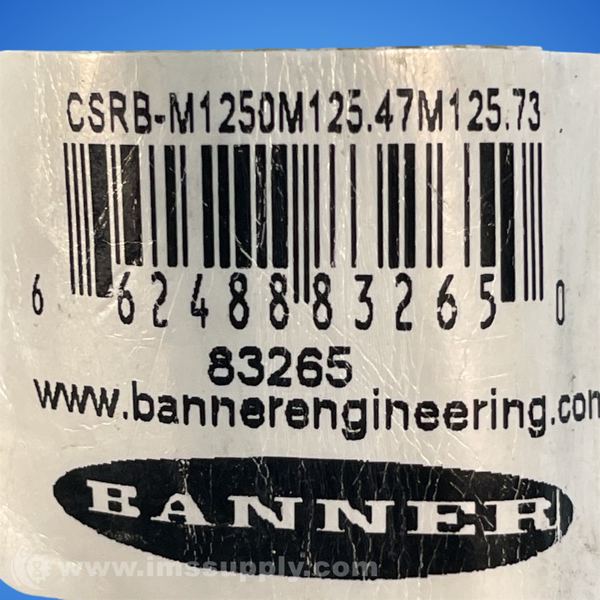 CSRB-M1250M125.47M125.73
6 62488 83265 0
83265
www.bannerengineering.com
BANNER
www.imssupply.com